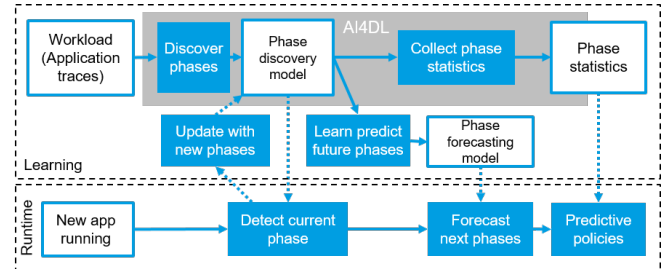 AI4DL
Workload
(Application
traces)
Discover
phases
Phase
discovery
model
Collect phase
statistics
Phase
statistics
Update with
new phases
Learn predict
future phases
Phase
forecasting
model
Learning
Runtime
New app
running
Detect current
phase
Forecast
next phases
Predictive
policies